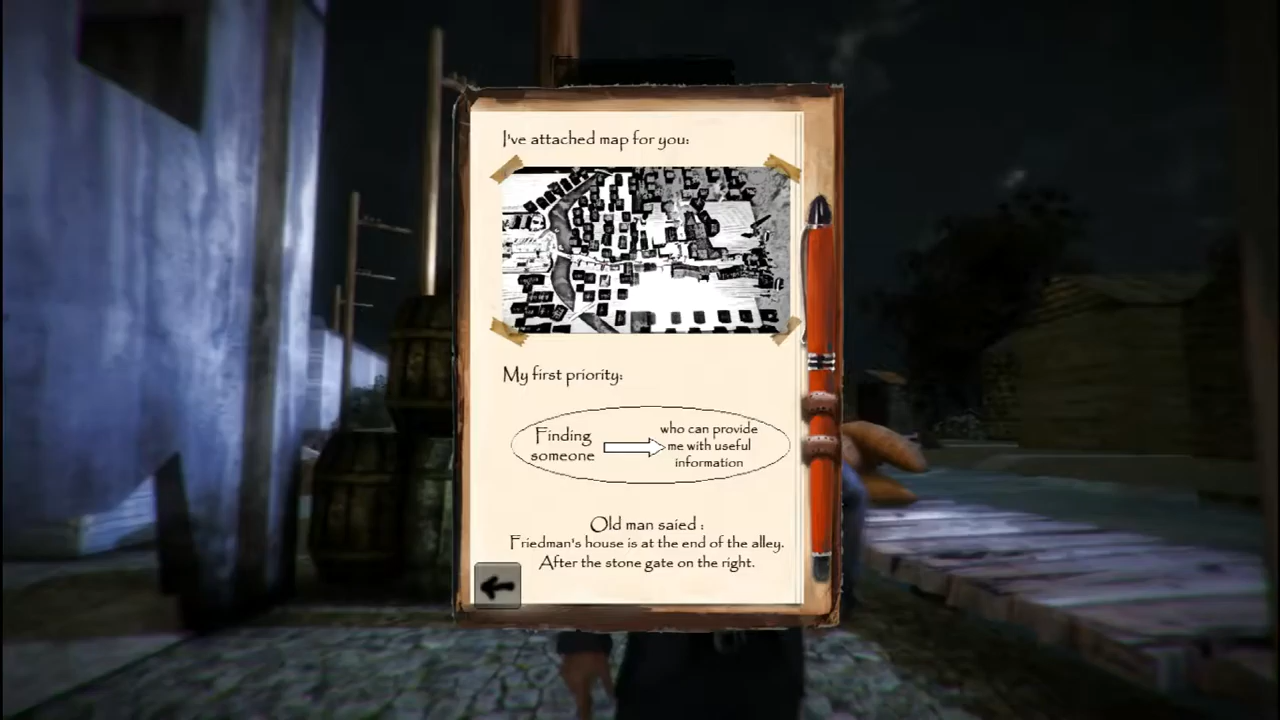 I've attached map for you:
My first priority:
Finding
someone
who can provide
me with useful
information
Old man saied :
Friedman's house is at the end of the alley.
After the stone gate on the right.